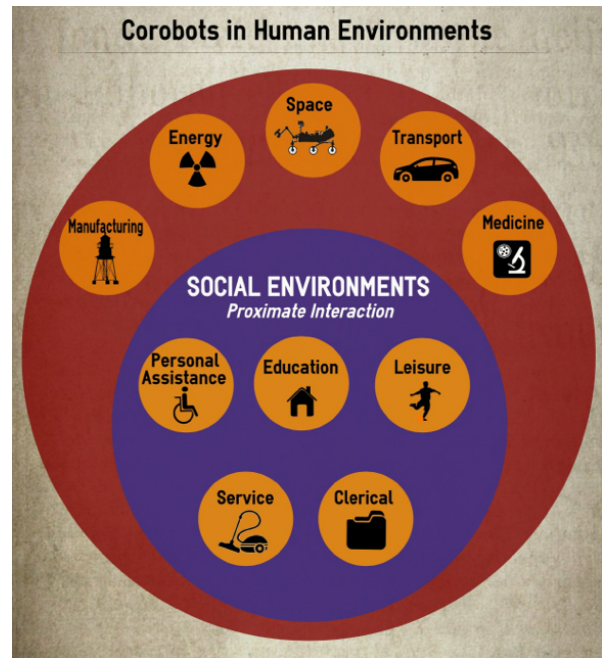 Corobots in Human Environments
Space
Energy
Transport
Manufacturing
Medicine
SOCIAL ENVIRONMENTS
Proximate Interaction
Personal
Assistance
Education
Leisure
Service
Clerical